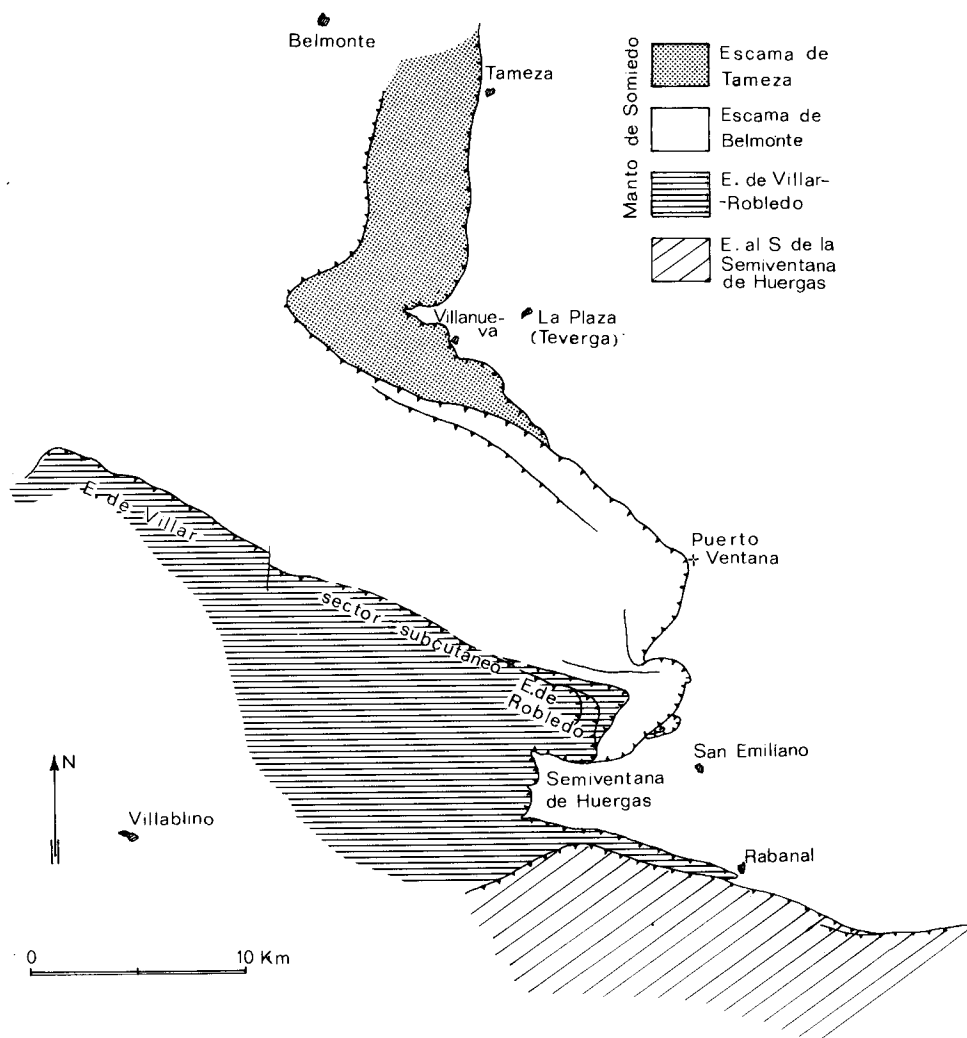 Belmonte
Tameza
Manto de Somiedo
Escama de
Tameza
Escama de
Belmonte
E. de Villar-
-Robledo
E. al S de la
Semiventana
de Huergas
Villanue-
va
La Plaza
(Teverga)
E. de Villar
Puerto
Ventana
sector subcutáneo
E. de
Robledo
San Emiliano
Semiventana
de Huergas
N
Villablino
Rabanal
0 10 Km